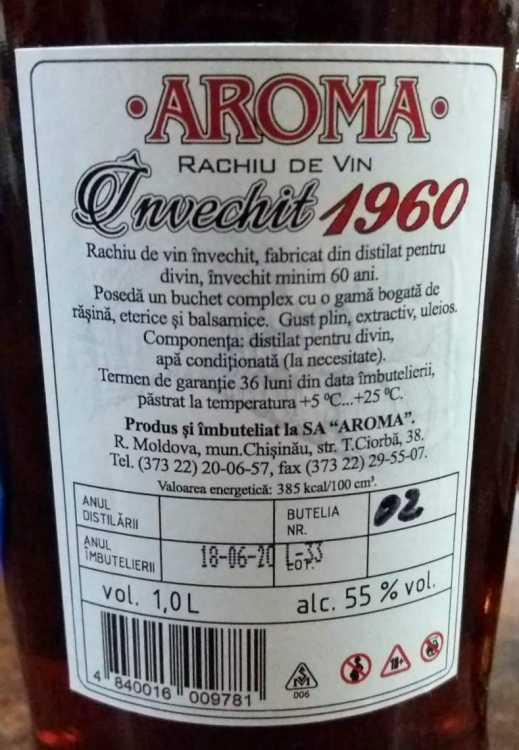 •AROMA•
RACHIU DE VIN
Învechit 1960
Rachiu de vin învechit, fabricat din distilat pentru
divin, învechit minim 60 ani.
Posedă un buchet complex cu o gamă bogată de
rășină, eterice și balsamice. Gust plin, extractiv, uleios.
Componența: distilat pentru divin,
apă condiționată (la necesitate).
Termen de garanție 36 luni din data îmbutelierii,
păstrat la temperatura +5 ⁰C...+25 ⁰C.
Produs și îmbuteliat la SA "AROMA".
R. Moldova, mun.Chișinău, str. T.Ciorbă, 38.
Tel. (373 22) 20-06-57, fax (373 22) 29-55-07.
Valoarea energetică: 385 kcal/100 cm³.
ANUL DISTILĂRII
BUTELIA NR. 02
ANUL ÎMBUTELIERII 18-06-20 L-33
LOT.
vol. 1,0 L alc. 55 % vol.
4 840016 009781
SM
006
18+